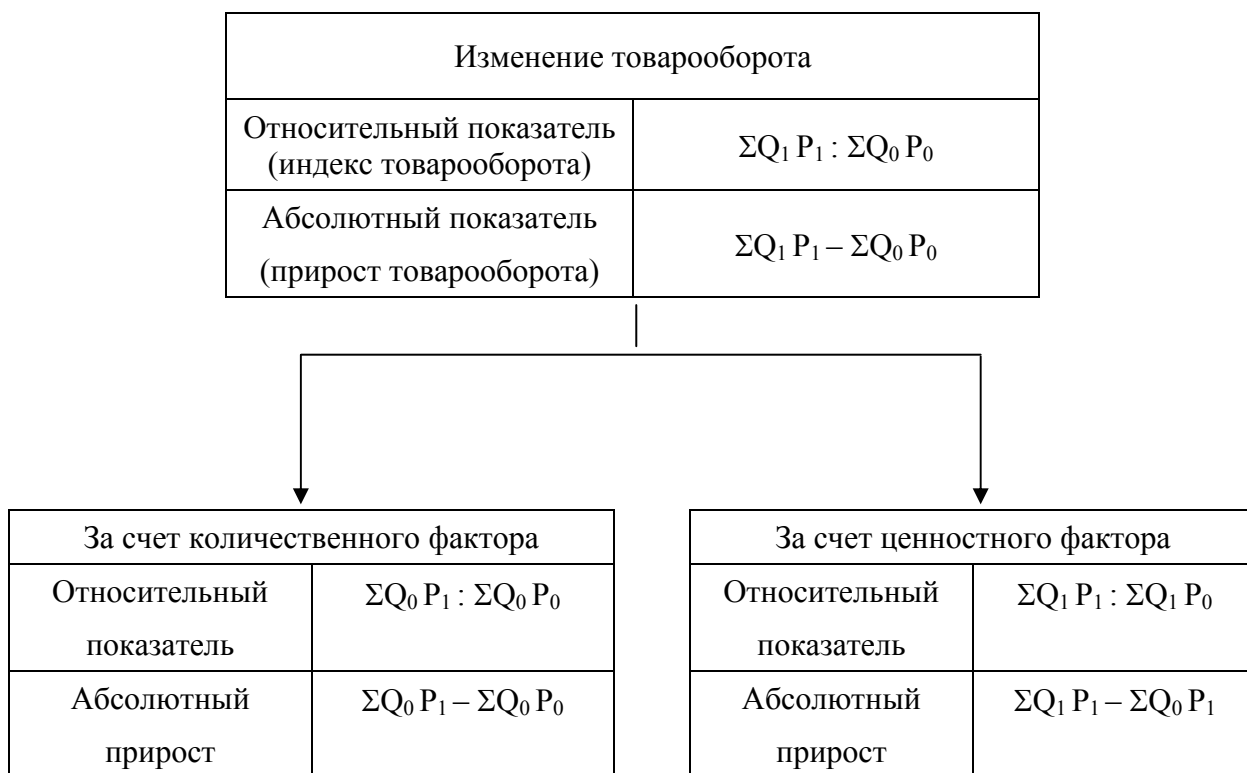 Изменение товарооборота
Относительный показатель
(индекс товарооборота)
ΣQ₁ P₁ : ΣQ₀ P₀
Абсолютный показатель
(прирост товарооборота)
ΣQ₁ P₁ – ΣQ₀ P₀
За счет количественного фактора
Относительный
показатель
ΣQ₀ P₁ : ΣQ₀ P₀
Абсолютный
прирост
ΣQ₀ P₁ – ΣQ₀ P₀
За счет ценностного фактора
Относительный
показатель
ΣQ₁ P₁ : ΣQ₁ P₀
Абсолютный
прирост
ΣQ₁ P₁ – ΣQ₀ P₁